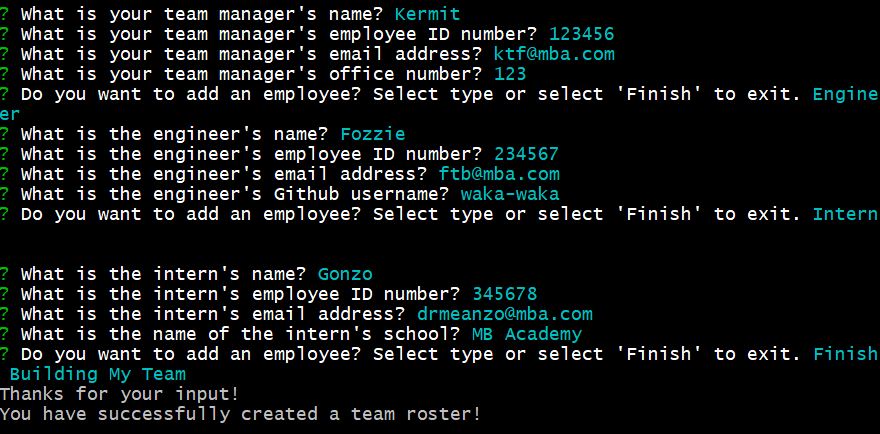 ? What is your team manager's name? Kermit
? What is your team manager's employee ID number? 123456
? What is your team manager's email address? ktf@mba.com
? What is your team manager's office number? 123
? Do you want to add an employee? Select type or select 'Finish' to exit. Engine
er
? What is the engineer's name? Fozzie
? What is the engineer's employee ID number? 234567
? What is the engineer's email address? ftb@mba.com
? What is the engineer's Github username? waka-waka
? Do you want to add an employee? Select type or select 'Finish' to exit. Intern
? What is the intern's name? Gonzo
? What is the intern's employee ID number? 345678
? What is the intern's email address? drmeanzo@mba.com
? What is the name of the intern's school? MB Academy
? Do you want to add an employee? Select type or select 'Finish' to exit. Finish
Building My Team
Thanks for your input!
You have successfully created a team roster!